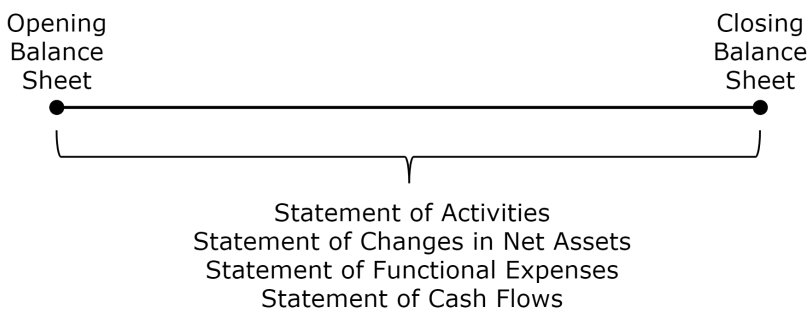 Opening
Balance
Sheet
Closing
Balance
Sheet
Statement of Activities
Statement of Changes in Net Assets
Statement of Functional Expenses
Statement of Cash Flows